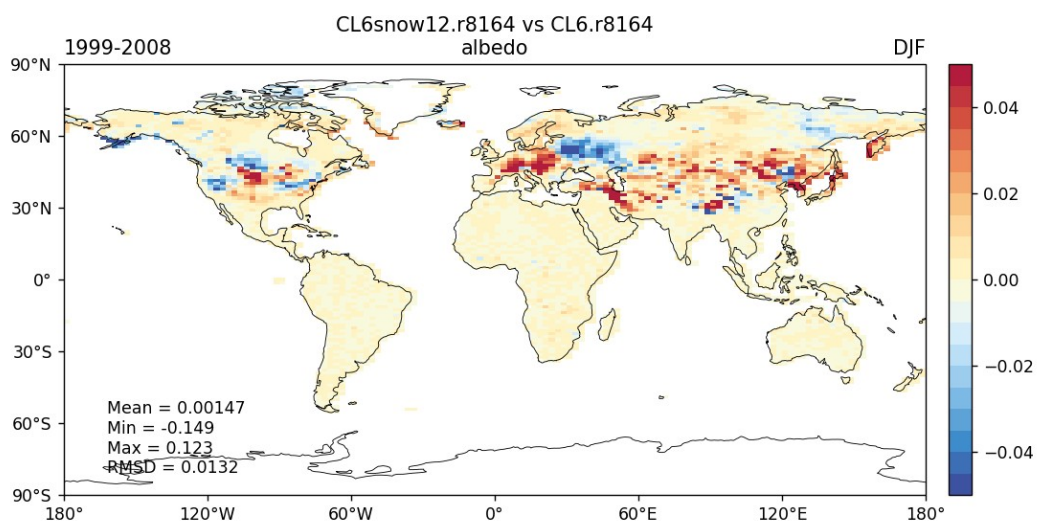 CL6snow12.r8164 vs CL6.r8164
1999-2008 albedo DJF
90°N
60°N
30°N
0°
30°S
60°S
90°S
180° 120°W 60°W 0° 60°E 120°E 180°
0.04
0.02
0.00
−0.02
−0.04
Mean = 0.00147
Min = -0.149
Max = 0.123
RMSD = 0.0132